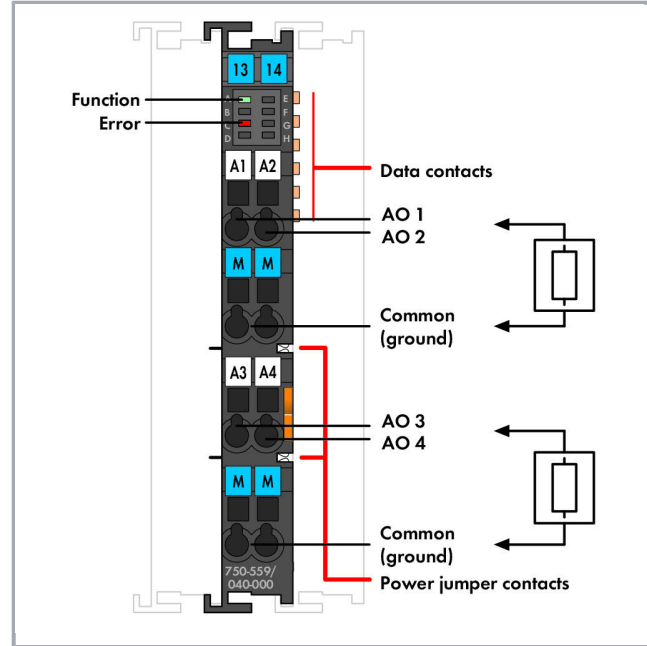 13 14
Function
Error
A E
B F
C G
D H
A1 A2
Data contacts
AO 1
AO 2
M M
Common
(ground)
A3 A4
AO 3
AO 4
M M
Common
(ground)
750-559/
040-000
Power jumper contacts